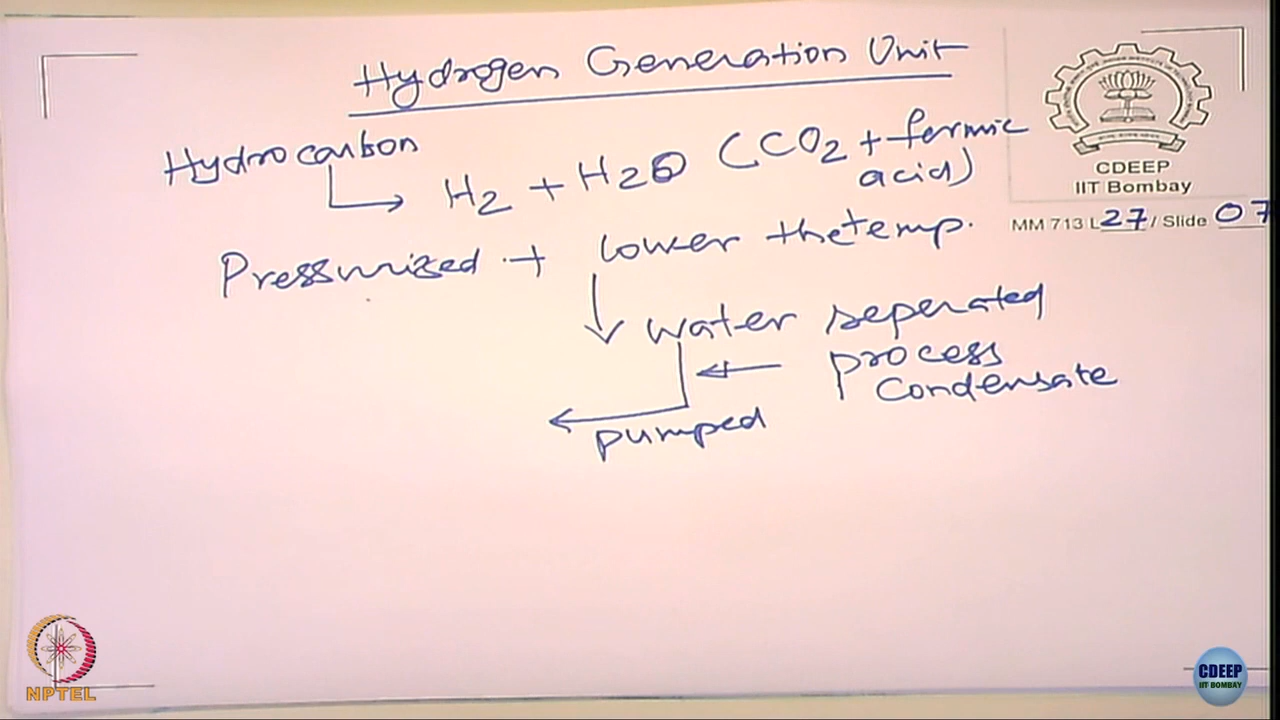 Hydrogen Generation Unit
Hydrocarbon
H2 + H2O (CO2 + formic acid)
Pressurized + lower the temp.
water seperated
process
condensate
pumped
CDEEP
IIT Bombay
MM 713 L 27 / Slide 07
NPTEL
CDEEP
IIT BOMBAY